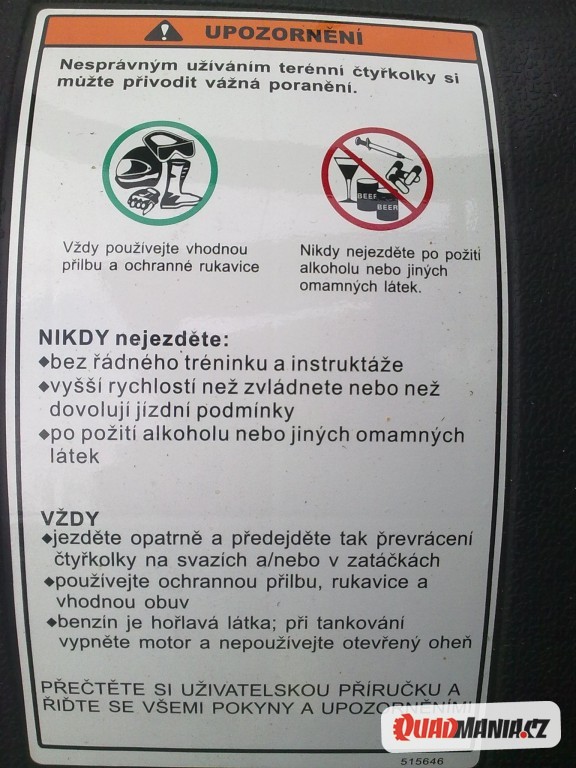 UPOZORNĚNÍ
Nesprávným užíváním terénní čtyřkolky si
můžte přivodit vážná poranění.
BEER
BEER
Vždy používejte vhodnou
přilbu a ochranné rukavice
Nikdy nejezděte po požití
alkoholu nebo jiných
omamných látek.
NIKDY nejezděte:
◆bez řádného tréninku a instruktáže
◆vyšší rychlostí než zvládnete nebo než
dovolují jízdní podmínky
◆po požití alkoholu nebo jiných omamných
látek
VŽDY
◆jezděte opatrně a předejděte tak převrácení
čtyřkolky na svazích a/nebo v zatáčkách
◆používejte ochrannou přilbu, rukavice a
vhodnou obuv
◆benzín je hořlavá látka; při tankování
vypněte motor a nepoužívejte otevřený oheň
PŘEČTĚTE SI UŽIVATELSKOU PŘÍRUČKU A
ŘIĎTE SE VŠEMI POKYNY A UPOZORNĚNÍMI
QUADMANIA.CZ
515646